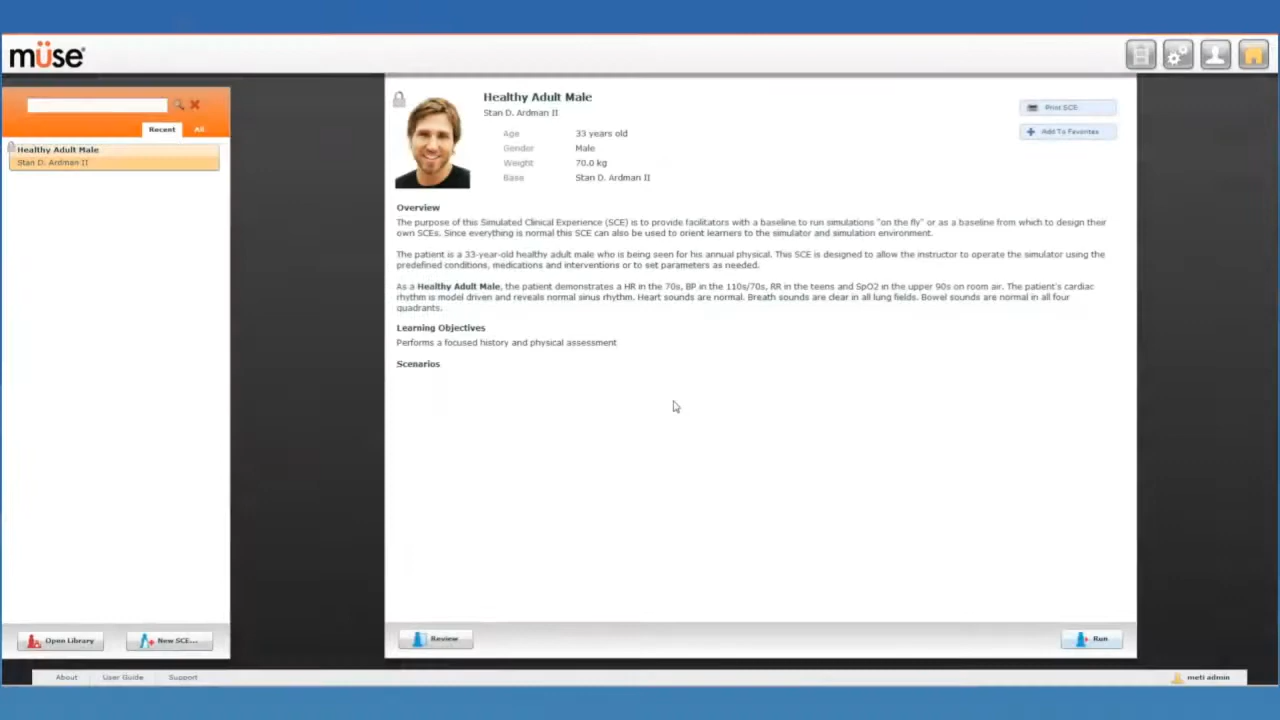 müse
Recent All
Healthy Adult Male
Stan D. Ardman II
Open Library New SCE...
Healthy Adult Male
Stan D. Ardman II
Age 33 years old
Gender Male
Weight 70.0 kg
Base Stan D. Ardman II
Print SCE
Add To Favorites
Overview
The purpose of this Simulated Clinical Experience (SCE) is to provide facilitators with a baseline to run simulations "on the fly" or as a baseline from which to design their
own SCEs. Since everything is normal this SCE can also be used to orient learners to the simulator and simulation environment.
The patient is a 33-year-old healthy adult male who is being seen for his annual physical. This SCE is designed to allow the instructor to operate the simulator using the
predefined conditions, medications and interventions or to set parameters as needed.
As a Healthy Adult Male, the patient demonstrates a HR in the 70s, BP in the 110s/70s, RR in the teens and SpO2 in the upper 90s on room air. The patient's cardiac
rhythm is model driven and reveals normal sinus rhythm. Heart sounds are normal. Breath sounds are clear in all lung fields. Bowel sounds are normal in all four
quadrants.
Learning Objectives
Performs a focused history and physical assessment
Scenarios
Review Run
About User Guide Support meti admin